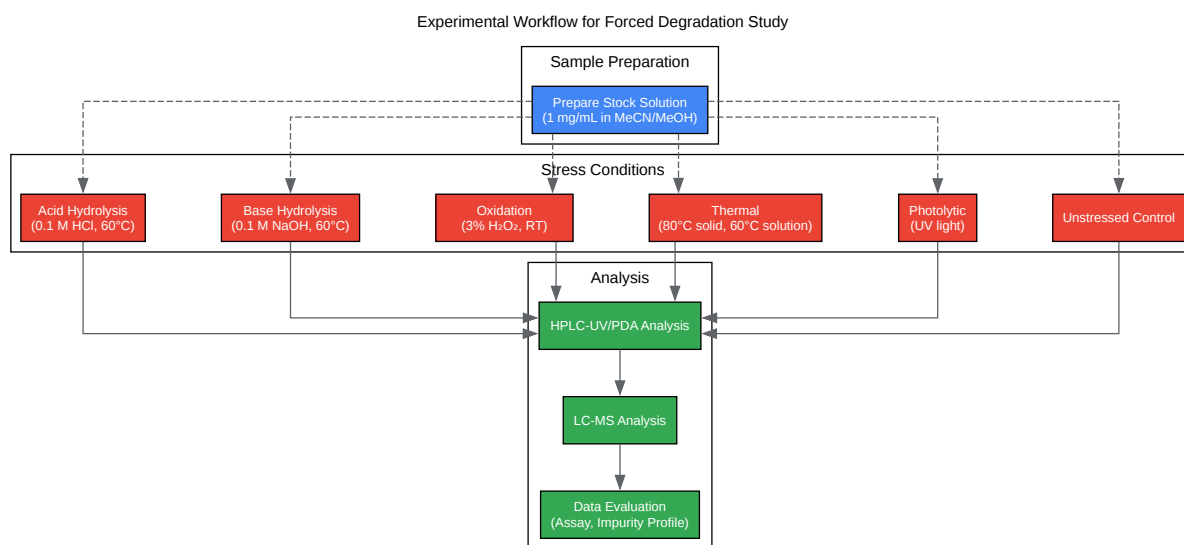 Experimental Workflow for Forced Degradation Study
Sample Preparation
Prepare Stock Solution
(1 mg/mL in MeCN/MeOH)
Stress Conditions
Acid Hydrolysis
(0.1 M HCl, 60°C)
Base Hydrolysis
(0.1 M NaOH, 60°C)
Oxidation
(3% H₂O₂, RT)
Thermal
(80°C solid, 60°C solution)
Photolytic
(UV light)
Unstressed Control
Analysis
HPLC-UV/PDA Analysis
LC-MS Analysis
Data Evaluation
(Assay, Impurity Profile)